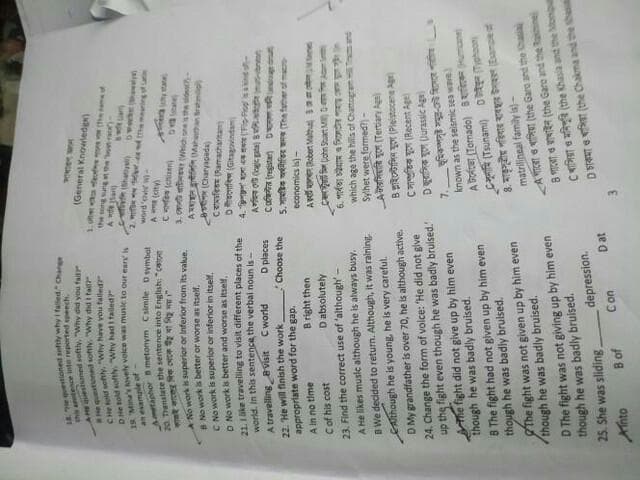 18. "He questioned softly why I failed." Change
this sentence into reported speech.
A He questioned softly, "Why did you fail?"
B He questioned softly, "Why did I fail?"
C He told softly, "Why have you failed?"
D He told softly, "Why had I failed?"
19. 'Mina's lovely voice was music to our ears' is
an example of –
A metaphor B metonym C simile D symbol
20. Translate the sentence into English: "কোনো
কাজই কাজের দিক থেকে উঁচু বা নিচু নয়।"
A No work is superior or inferior from its value.
B No work is better or worse as itself.
C No work is superior or inferior in itself.
D No work is better and worse as itself.
21. I like travelling to visit different places of the
world. In this sentence the verbal noun is –
A travelling B visit C world D places
22. 'He will finish the work ______.' Choose the
appropriate word for the gap.
A in no time B right then
C of his cost D absolutely
23. Find the correct use of 'although' –
A He likes music although he is always busy.
B We decided to return. Although, it was raining.
C Although he is young, he is very careful.
D My grandfather is over 70, he is although active.
24. Change the form of voice: 'He did not give
up the fight even though he was badly bruised.'
A The fight did not give up by him even
though he was badly bruised.
B The fight had not given up by him even
though he was badly bruised.
C The fight was not given up by him even
though he was badly bruised.
D The fight was not giving up by him even
though he was badly bruised.
25. She was sliding ______ depression.
A into B of C on D at
সাধারণ জ্ঞান
(General Knowledge)
1. নৌকা বাইচে পরিবেশিত গানের নাম (The name of
the song sung at the 'boat race') –
A সারি (Sari) B জারি (Jari)
C ভাটিয়ালি (Bhatiyali) D ভাওয়াইয়া (Bhawaiya)
(The meaning of Latin
word 'civis' is) –
A নগর (city) B নগররাষ্ট্র (city state)
C নাগরিক (citizen) D রাষ্ট্র (state)
3. কোনটি প্রাচীনতম? (Which one is the oldest?) –
A মহাস্থান ব্রাহ্মীলিপি (Mahasthan Brahmilipi)
B চর্যাপদ (Charyapada)
C রামচরিতম (Ramacharitam)
D গীতগোবিন্দ (Gitagovindam)
4. 'ফ্লিপফ্লপ' হলো এক প্রকার ('Flip-Flop' is a kind of) –
A লজিক গেট (logic gate) B মাল্টি-ভাইব্রেটর (multi-vibrator)
C রেজিস্টার (register) D (analouge circuit)
5. সামষ্টিক অর্থনীতির জনক (The father of macro-
economics is) –
A রবার্ট ম্যালথাস (Robert Malthus) B জে এম কেইনস (J M Keynes)
C জন স্টুয়ার্ট মিল (John Stuart Mill) D এডাম স্মিথ (Adam Smith)
6. পার্বত্য চট্টগ্রাম ও সিলেটের পাহাড় কোন যুগে সৃষ্ট? (In
which age the hills of Chattogram Hill Tracts and
Sylhet were formed?) –
A টারশিয়ারি যুগে (Tertiary Age)
B প্লাইস্টোসিন যুগে (Pleistocene Age)
C সাম্প্রতিক যুগে (Recent Age)
D জুরাসিক যুগে (Jurassic Age)
7. ____ ভূমিকম্পসৃষ্ট সমুদ্র-ঢেউ হিসেবে পরিচিত। (____ is
known as the seismic sea wave.)
A টর্নেডো (Tornado) B হারিকেন (Hurricane)
C সুনামি (Tsunami) D টাইফুন (Typhoon)
8. মাতৃসূত্রীয় পরিবার ব্যবস্থার উদাহরণ (Example of
matrilineal family is) –
A গারো ও খাসিয়া (the Garo and the Khasia)
B গারো ও রাখাইন (the Garo and the Rakhine)
C খাসিয়া ও মনিপুরি (the Khasia and the
D চাকমা ও খাসিয়া (the Chakma and the
3